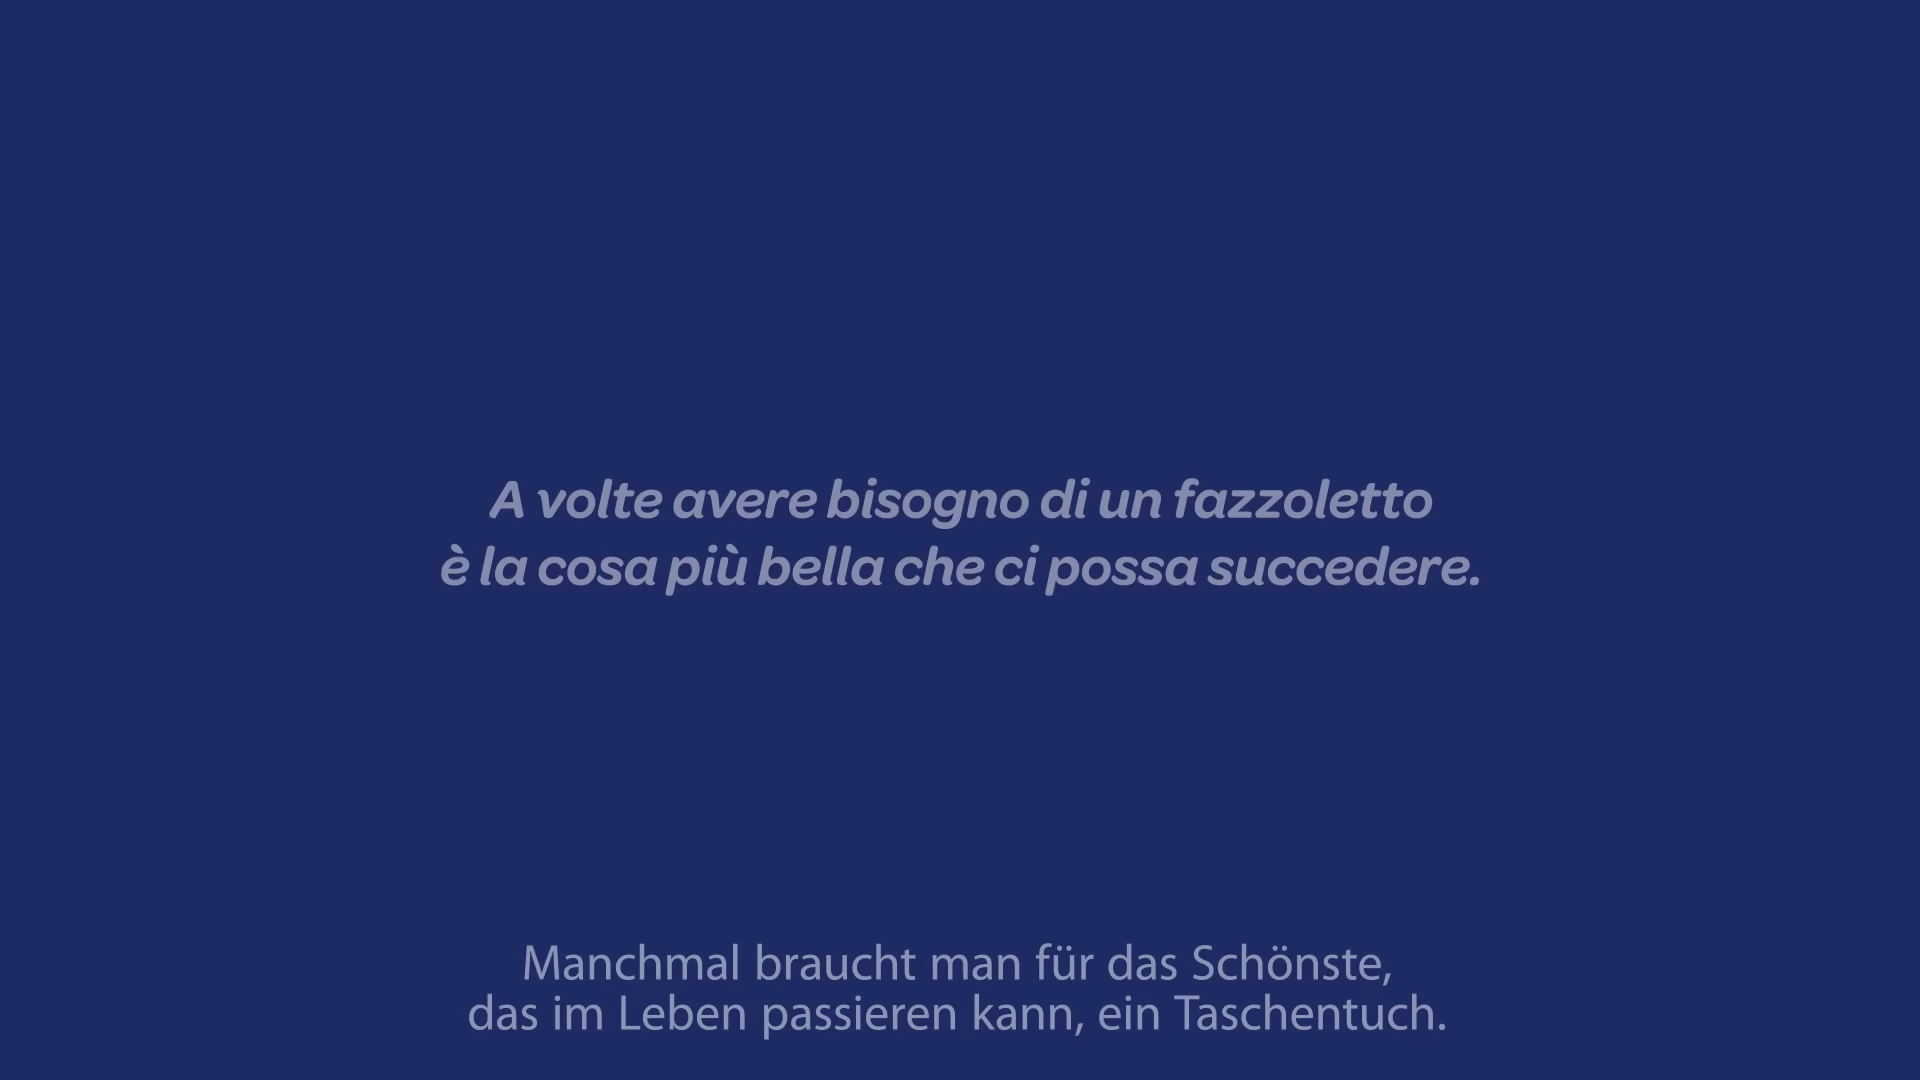 A volte avere bisogno di un fazzoletto
è la cosa più bella che ci possa succedere.
Manchmal braucht man für das Schönste,
das im Leben passieren kann, ein Taschentuch.